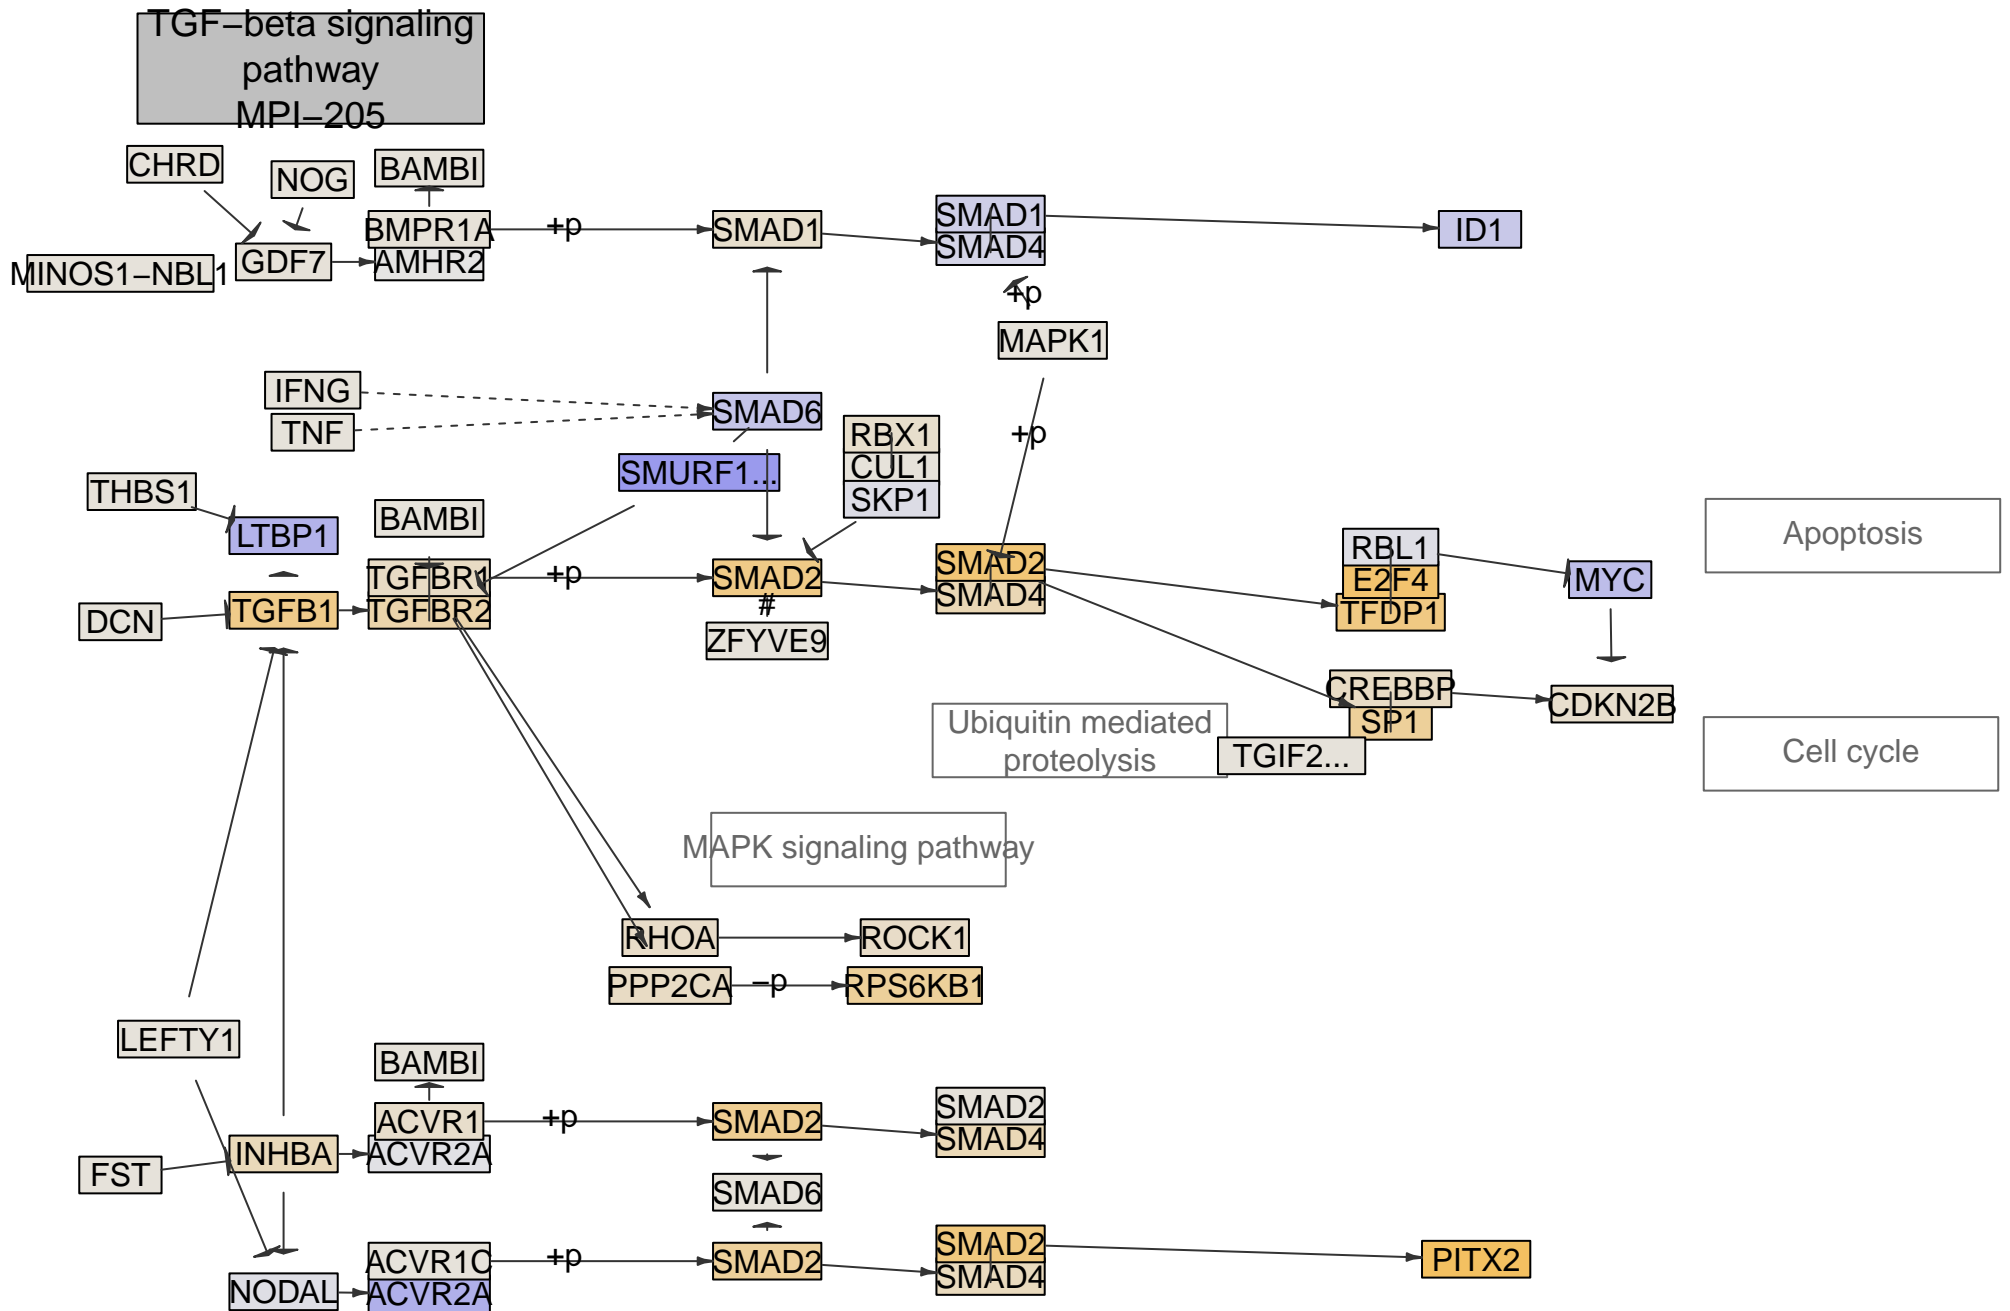 TGF−beta signaling
pathway
MPI−205
CHRD
NOG
BAMBI
BMPR1A
+p
SMAD1
SMAD1
SMAD4
ID1
MINOS1−NBL1
GDF7
AMHR2
+p
MAPK1
IFNG
TNF
SMAD6
RBX1
CUL1
SKP1
+p
SMURF1...
THBS1
LTBP1
BAMBI
TGFBR1
TGFBR2
+p
SMAD2
#
ZFYVE9
SMAD2
SMAD4
RBL1
E2F4
TFDP1
MYC
Apoptosis
DCN
TGFB1
CREBBP
SP1
CDKN2B
Ubiquitin mediated
proteolysis
TGIF2...
Cell cycle
MAPK signaling pathway
RHOA
ROCK1
PPP2CA
−p
RPS6KB1
LEFTY1
BAMBI
ACVR1
ACVR2A
+p
SMAD2
SMAD2
SMAD4
INHBA
FST
SMAD6
ACVR1C
ACVR2A
+p
SMAD2
SMAD2
SMAD4
PITX2
NODAL